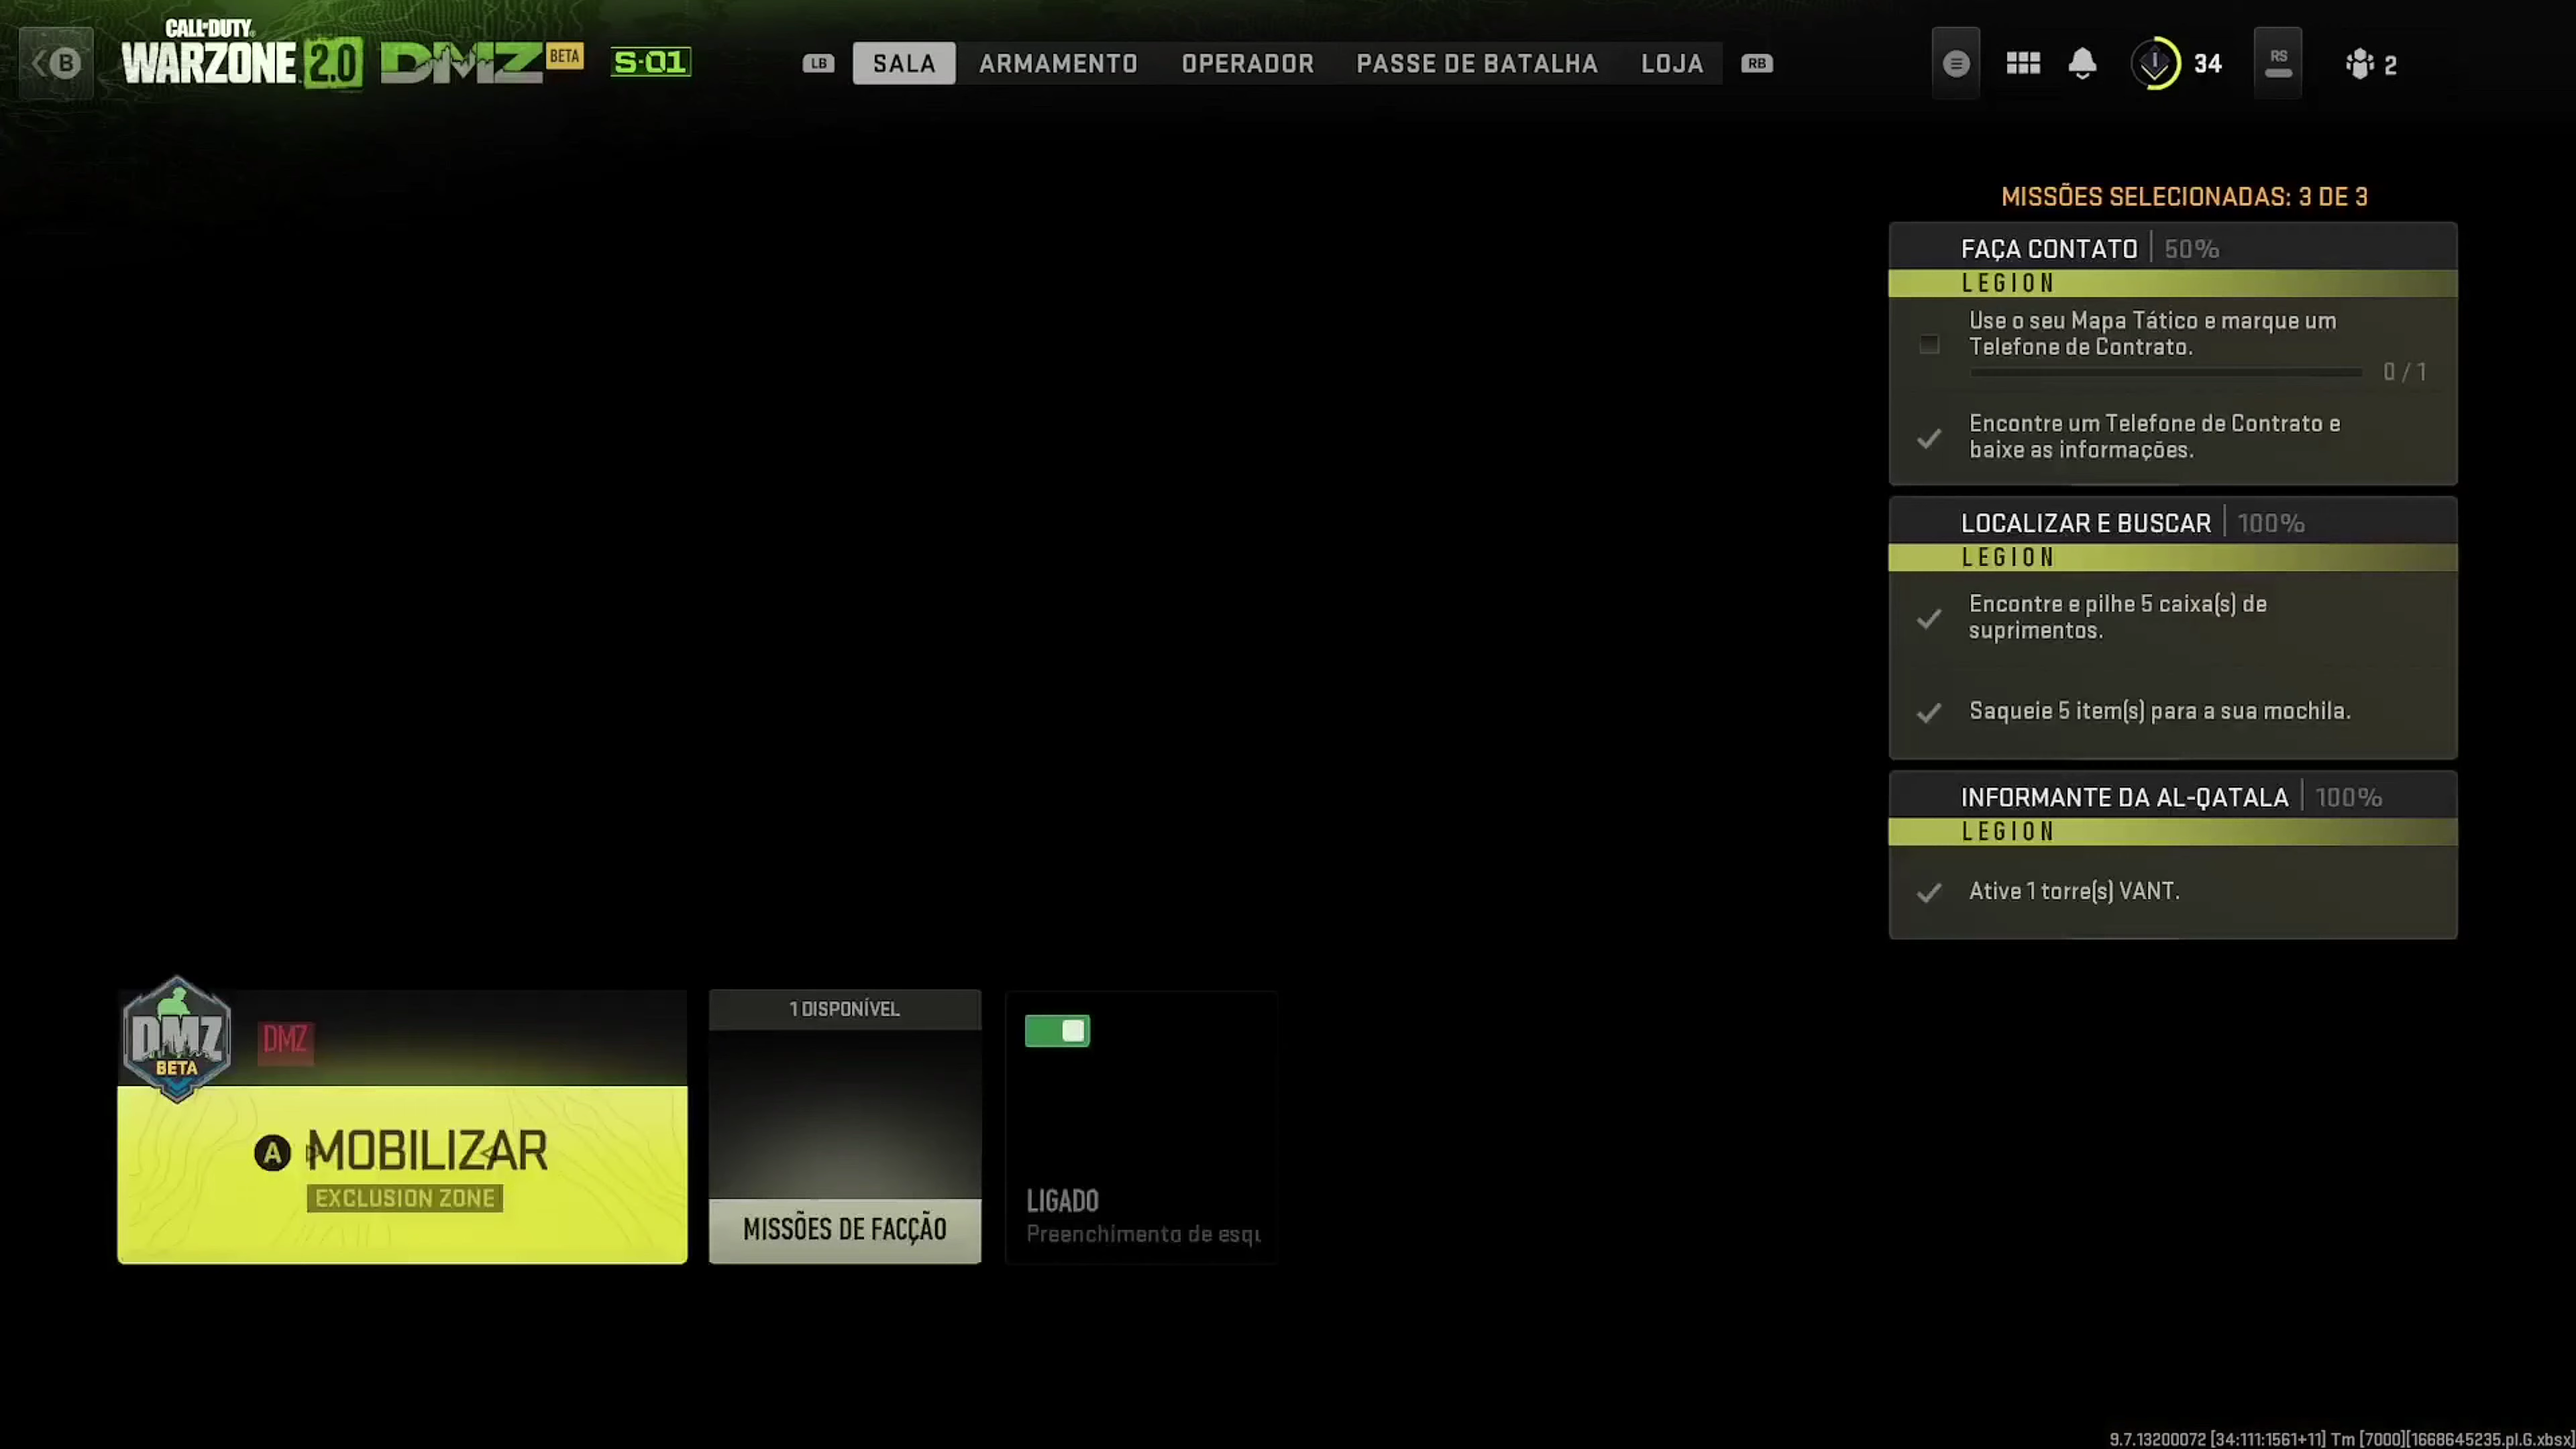 B
CALL OF DUTY
WARZONE 2.0 DMZ BETA S-01
LB SALA ARMAMENTO OPERADOR PASSE DE BATALHA LOJA RB
34 RS 2
MISSÕES SELECIONADAS: 3 DE 3
FAÇA CONTATO | 50%
LEGION
Use o seu Mapa Tático e marque um
Telefone de Contrato.
0 / 1
Encontre um Telefone de Contrato e
baixe as informações.
LOCALIZAR E BUSCAR | 100%
LEGION
Encontre e pilhe 5 caixa(s) de
suprimentos.
Saqueie 5 item(s) para a sua mochila.
INFORMANTE DA AL-QATALA | 100%
LEGION
Ative 1 torre(s) VANT.
DMZ
BETA
DMZ
A MOBILIZAR
EXCLUSION ZONE
1 DISPONÍVEL
MISSÕES DE FACÇÃO
LIGADO
Preenchimento de esqu
9.7.13200072 [34:111:1561+11] Tm [7000][1668645235.pl.G.xbsx]